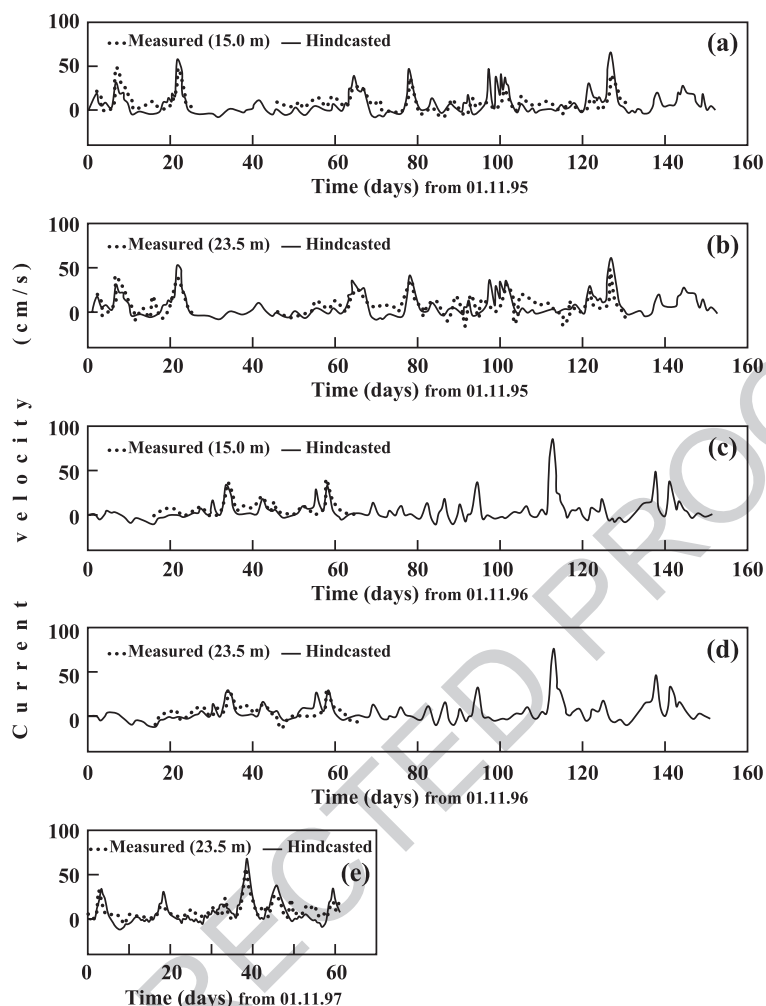 Current velocity (cm/s)
100
50
0
Measured (15.0 m) Hindcasted
(a)
0 20 40 60 80 100 120 140 160
Time (days) from 01.11.95
100
50
0
Measured (23.5 m) Hindcasted
(b)
0 20 40 60 80 100 120 140 160
Time (days) from 01.11.95
100
50
0
Measured (15.0 m) Hindcasted
(c)
0 20 40 60 80 100 120 140 160
Time (days) from 01.11.96
100
50
0
Measured (23.5 m) Hindcasted
(d)
0 20 40 60 80 100 120 140 160
Time (days) from 01.11.96
100
50
0
Measured (23.5 m) Hindcasted
(e)
0 20 40 60
Time (days) from 01.11.97
RECTED PROO